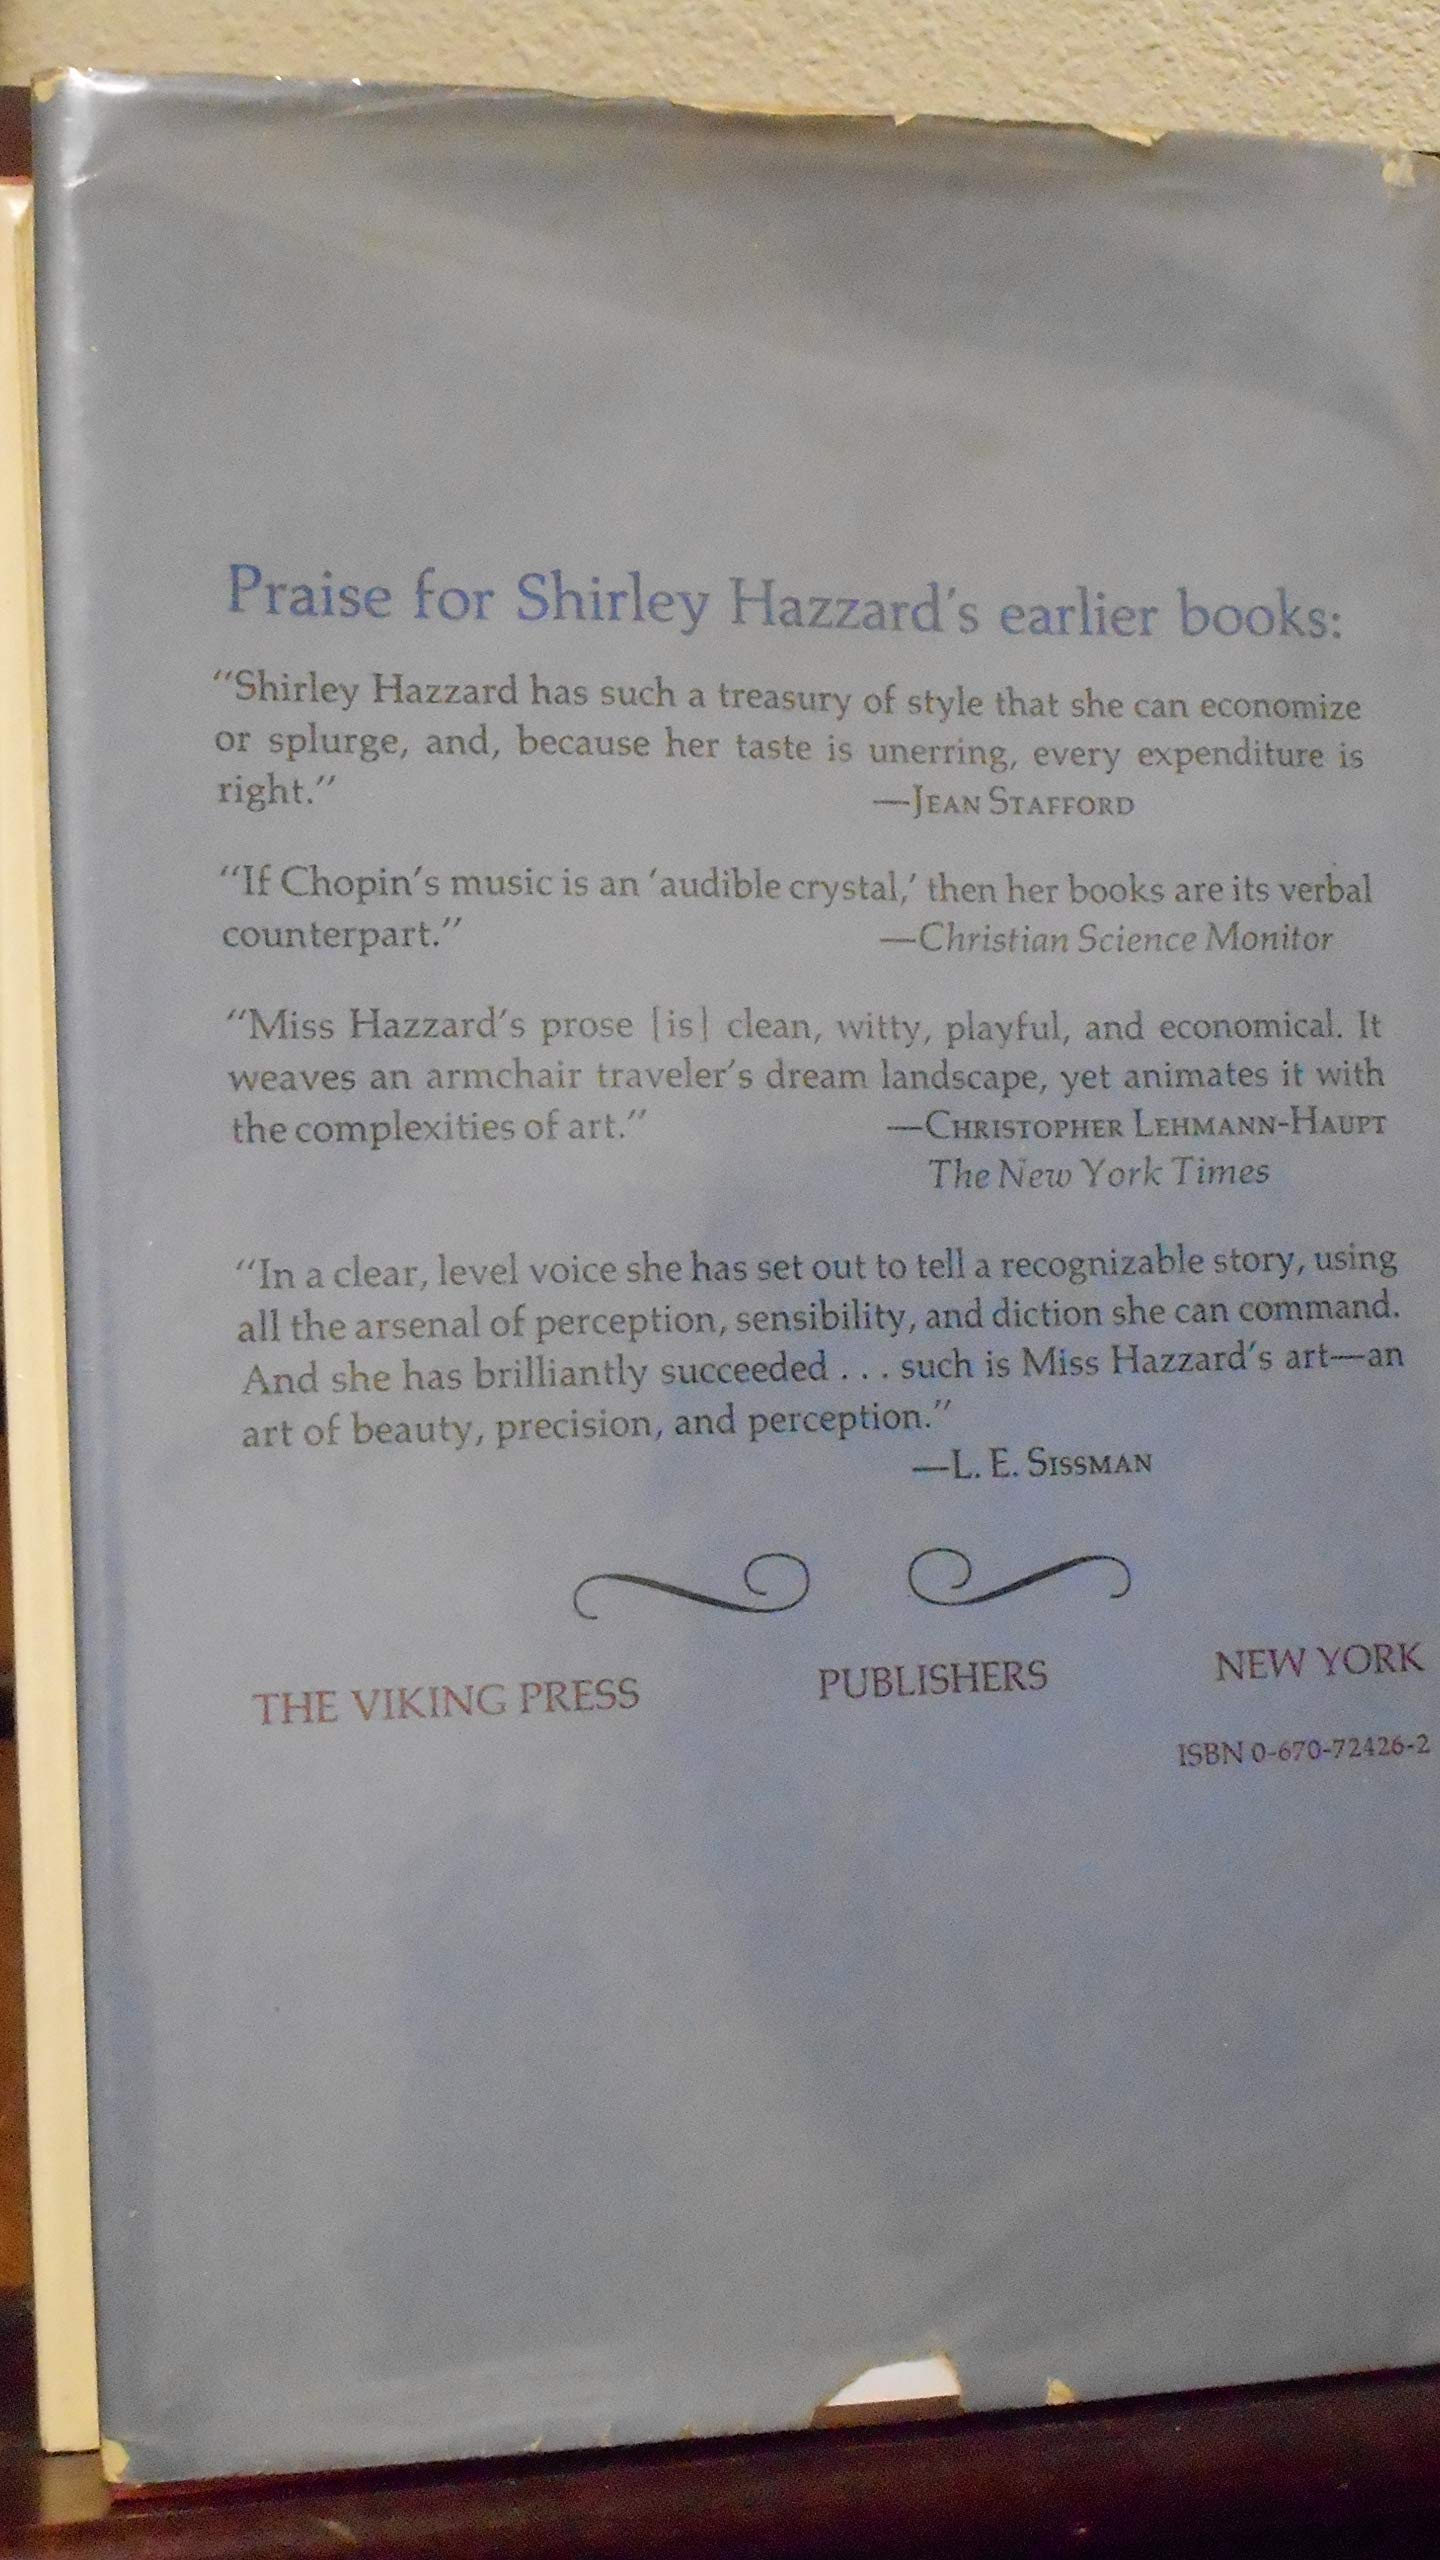 Praise for Shirley Hazzard's earlier books:
"Shirley Hazzard has such a treasury of style that she can economize
or splurge, and, because her taste is unerring, every expenditure is
right."
—JEAN STAFFORD
"If Chopin's music is an 'audible crystal,' then her books are its verbal
counterpart."
—Christian Science Monitor
"Miss Hazzard's prose [is] clean, witty, playful, and economical. It
weaves an armchair traveler's dream landscape, yet animates it with
the complexities of art."
—CHRISTOPHER LEHMANN-HAUPT
The New York Times
"In a clear, level voice she has set out to tell a recognizable story, using
all the arsenal of perception, sensibility, and diction she can command.
And she has brilliantly succeeded . . . such is Miss Hazzard's art—an
art of beauty, precision, and perception."
—L. E. SISSMAN
THE VIKING PRESS PUBLISHERS NEW YORK
ISBN 0-670-72426-2